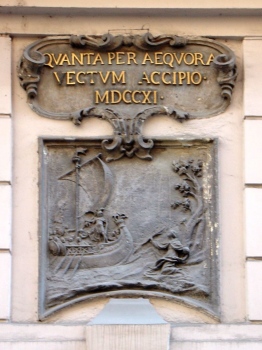 QVANTA PER AEQVORA
VECTVM ACCIPIO·
MDCCXI·